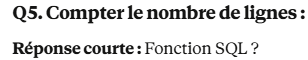 Q5. Compter le nombre de lignes :
Réponse courte : Fonction SQL ?